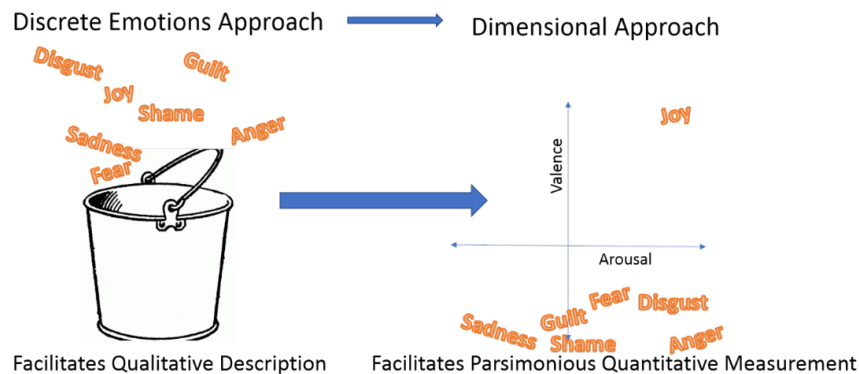 Discrete Emotions Approach
Dimensional Approach
Disgust
Guilt
Joy
Shame
Anger
Sadness
Fear
Joy
Valence
Arousal
Fear
Disgust
Guilt
Sadness
Shame
Anger
Facilitates Qualitative Description
Facilitates Parsimonious Quantitative Measurement